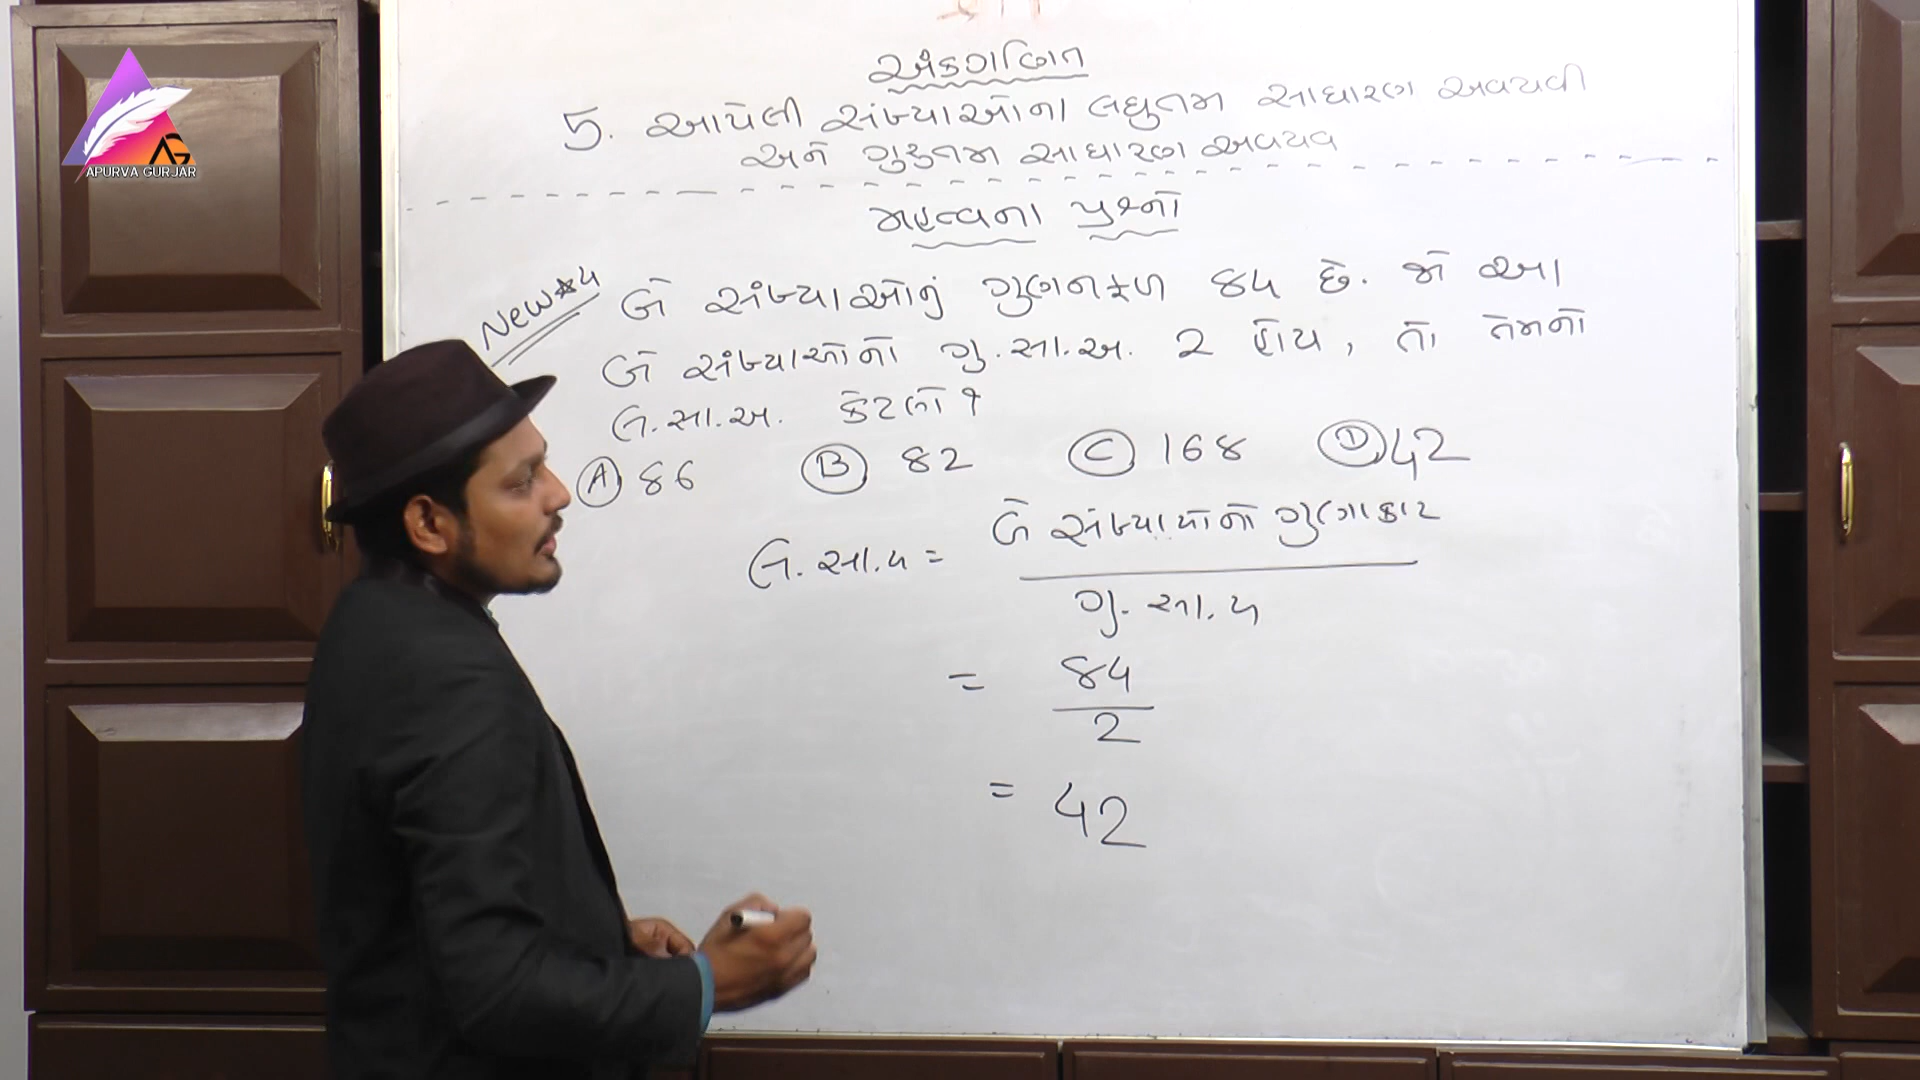 APURVA GURJAR
અંકગણિત
5. આપેલી સંખ્યાઓના લઘુતમ સાધારણ અવયવી
અને ગુરુતમ સાધારણ અવયવ
મહત્વના પ્રશ્નો
New
બે સંખ્યાઓનું ગુણનફળ 84 છે. જો આ
બે સંખ્યાઓનો ગુ.સા.અ. 2 હોય, તો તેમનો
લ.સા.અ. કેટલો ?
A 86 B 82 C 168 D 42
લ.સા.અ = બે સંખ્યાઓનો ગુણાકાર
ગુ.સા.અ
= 84
2
= 42